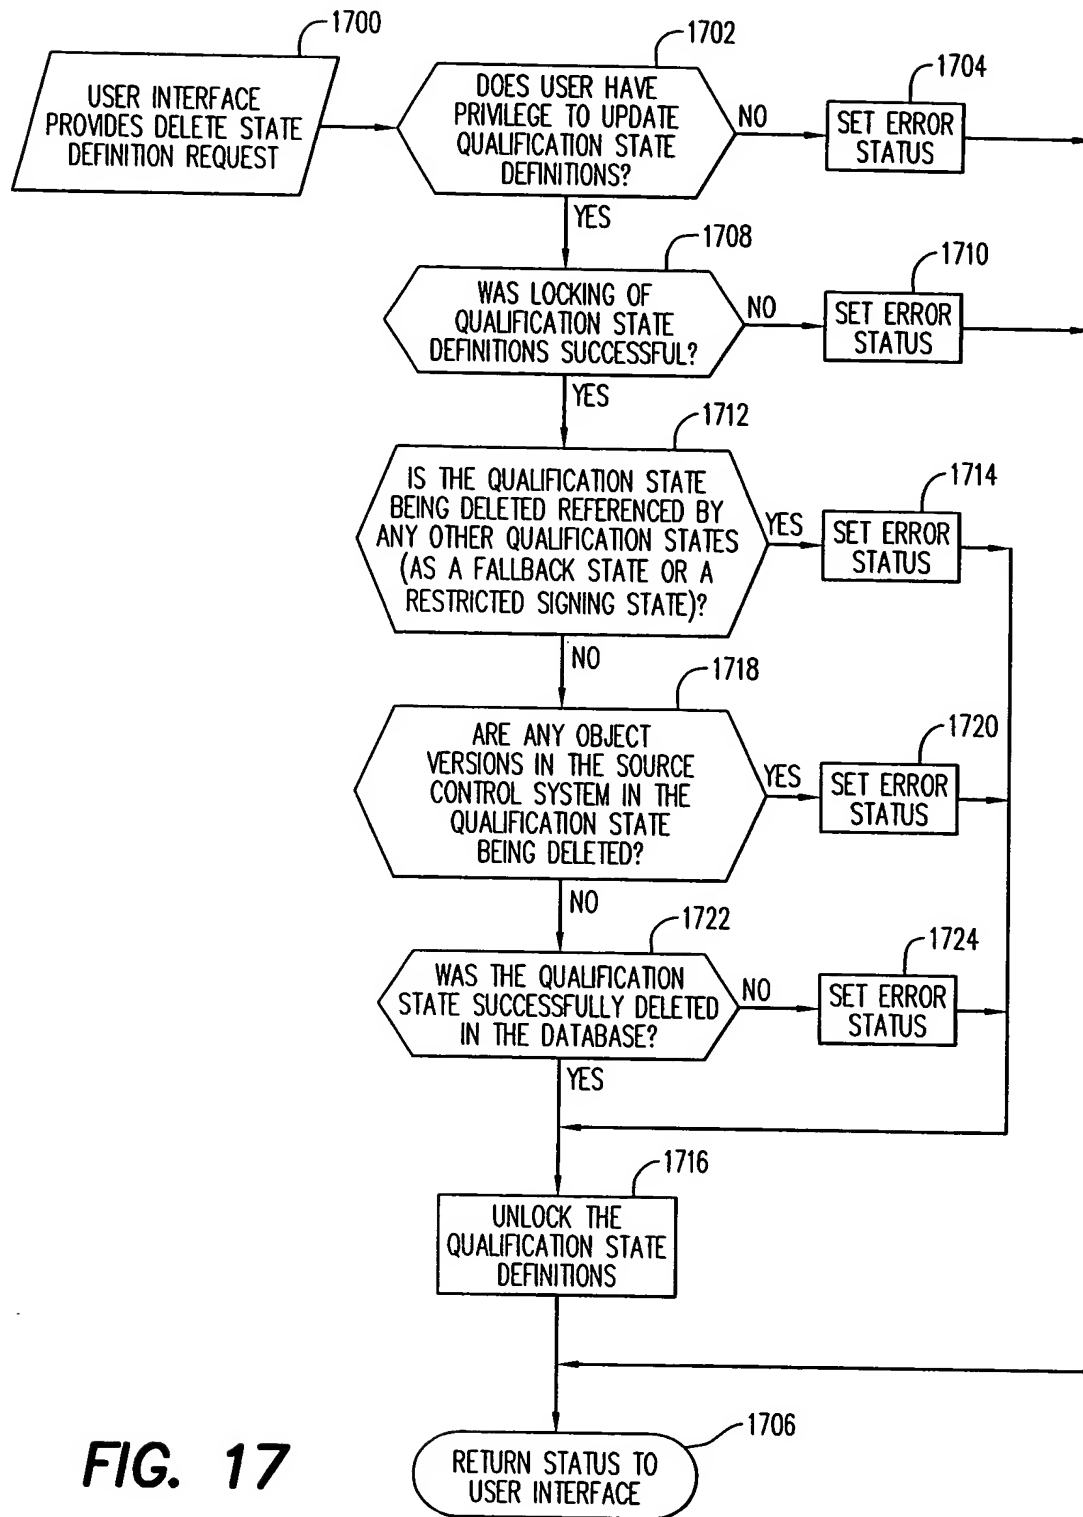 1700
USER INTERFACE
PROVIDES DELETE STATE
DEFINITION REQUEST
1702
DOES USER HAVE
PRIVILEGE TO UPDATE
QUALIFICATION STATE
DEFINITIONS?
NO
1704
SET ERROR
STATUS
YES
1708
WAS LOCKING OF
QUALIFICATION STATE
DEFINITIONS SUCCESSFUL?
NO
1710
SET ERROR
STATUS
YES
1712
IS THE QUALIFICATION STATE
BEING DELETED REFERENCED BY
ANY OTHER QUALIFICATION STATES
(AS A FALLBACK STATE OR A
RESTRICTED SIGNING STATE)?
YES
1714
SET ERROR
STATUS
NO
1718
ARE ANY OBJECT
VERSIONS IN THE SOURCE
CONTROL SYSTEM IN THE
QUALIFICATION STATE
BEING DELETED?
YES
1720
SET ERROR
STATUS
NO
1722
WAS THE QUALIFICATION
STATE SUCCESSFULLY DELETED
IN THE DATABASE?
NO
1724
SET ERROR
STATUS
YES
1716
UNLOCK THE
QUALIFICATION STATE
DEFINITIONS
1706
RETURN STATUS TO
USER INTERFACE
FIG. 17